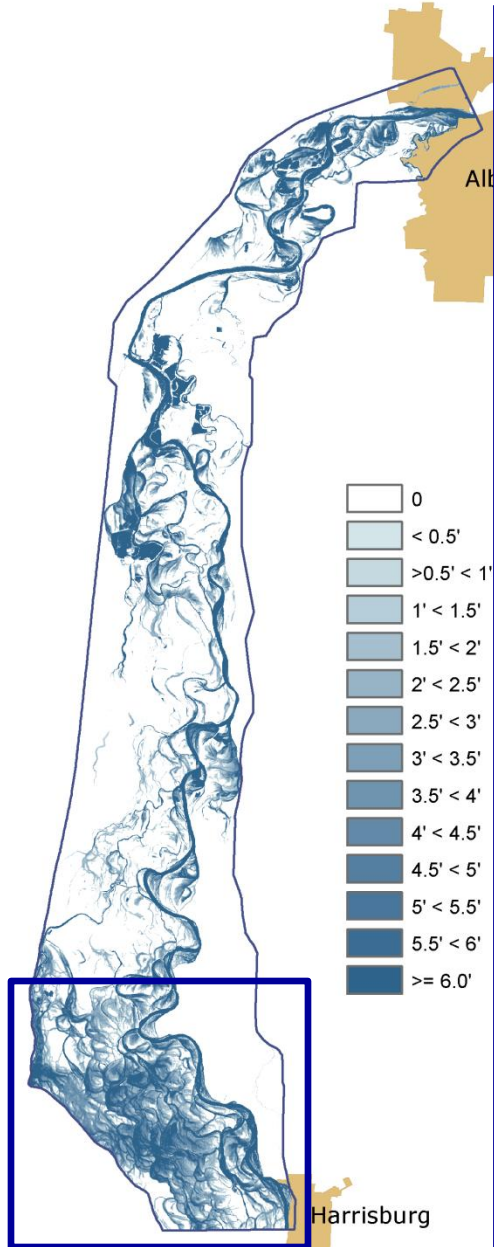 Alb
0
< 0.5'
>0.5' < 1'
1' < 1.5'
1.5' < 2'
2' < 2.5'
2.5' < 3'
3' < 3.5'
3.5' < 4'
4' < 4.5'
4.5' < 5'
5' < 5.5'
5.5' < 6'
>= 6.0'
Harrisburg